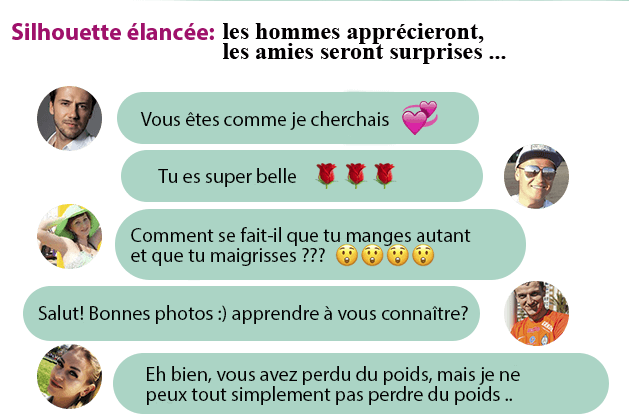 Silhouette élancée: les hommes apprécieront,
les amies seront surprises ...
Vous êtes comme je cherchais 💞
Tu es super belle 🌹🌹🌹
Comment se fait-il que tu manges autant
et que tu maigrisses ??? 😲😲😲😲
Salut! Bonnes photos :) apprendre à vous connaître?
Eh bien, vous avez perdu du poids, mais je ne
peux tout simplement pas perdre du poids ..